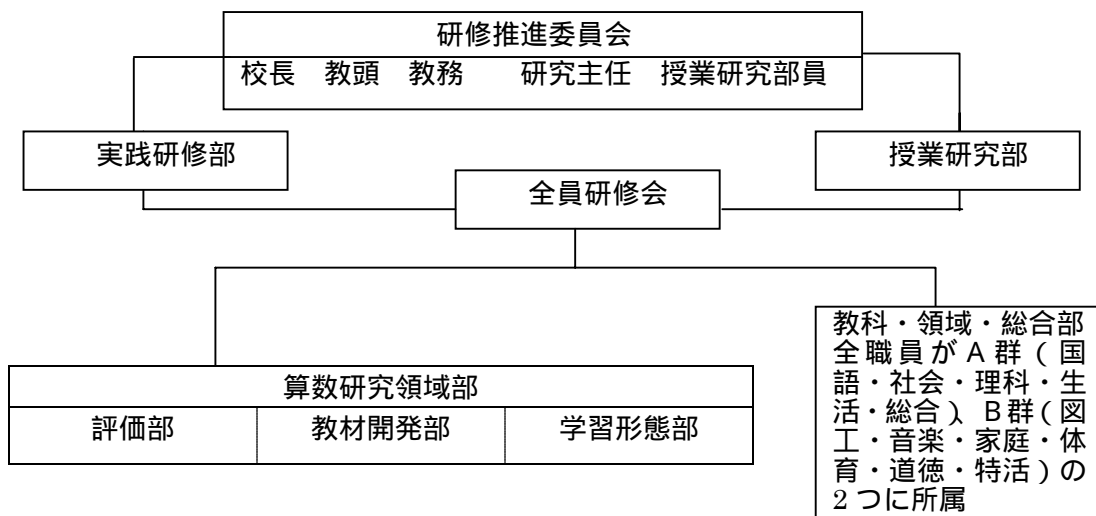 研修推進委員会
校長 教頭 教務 研究主任 授業研究部員
実践研修部
授業研究部
全員研修会
算数研究領域部
評価部
教材開発部
学習形態部
教科・領域・総合部
全職員がA群(国
語・社会・理科・生
活・総合)、B群(図
工・音楽・家庭・体
育・道徳・特活)の
2つに所属